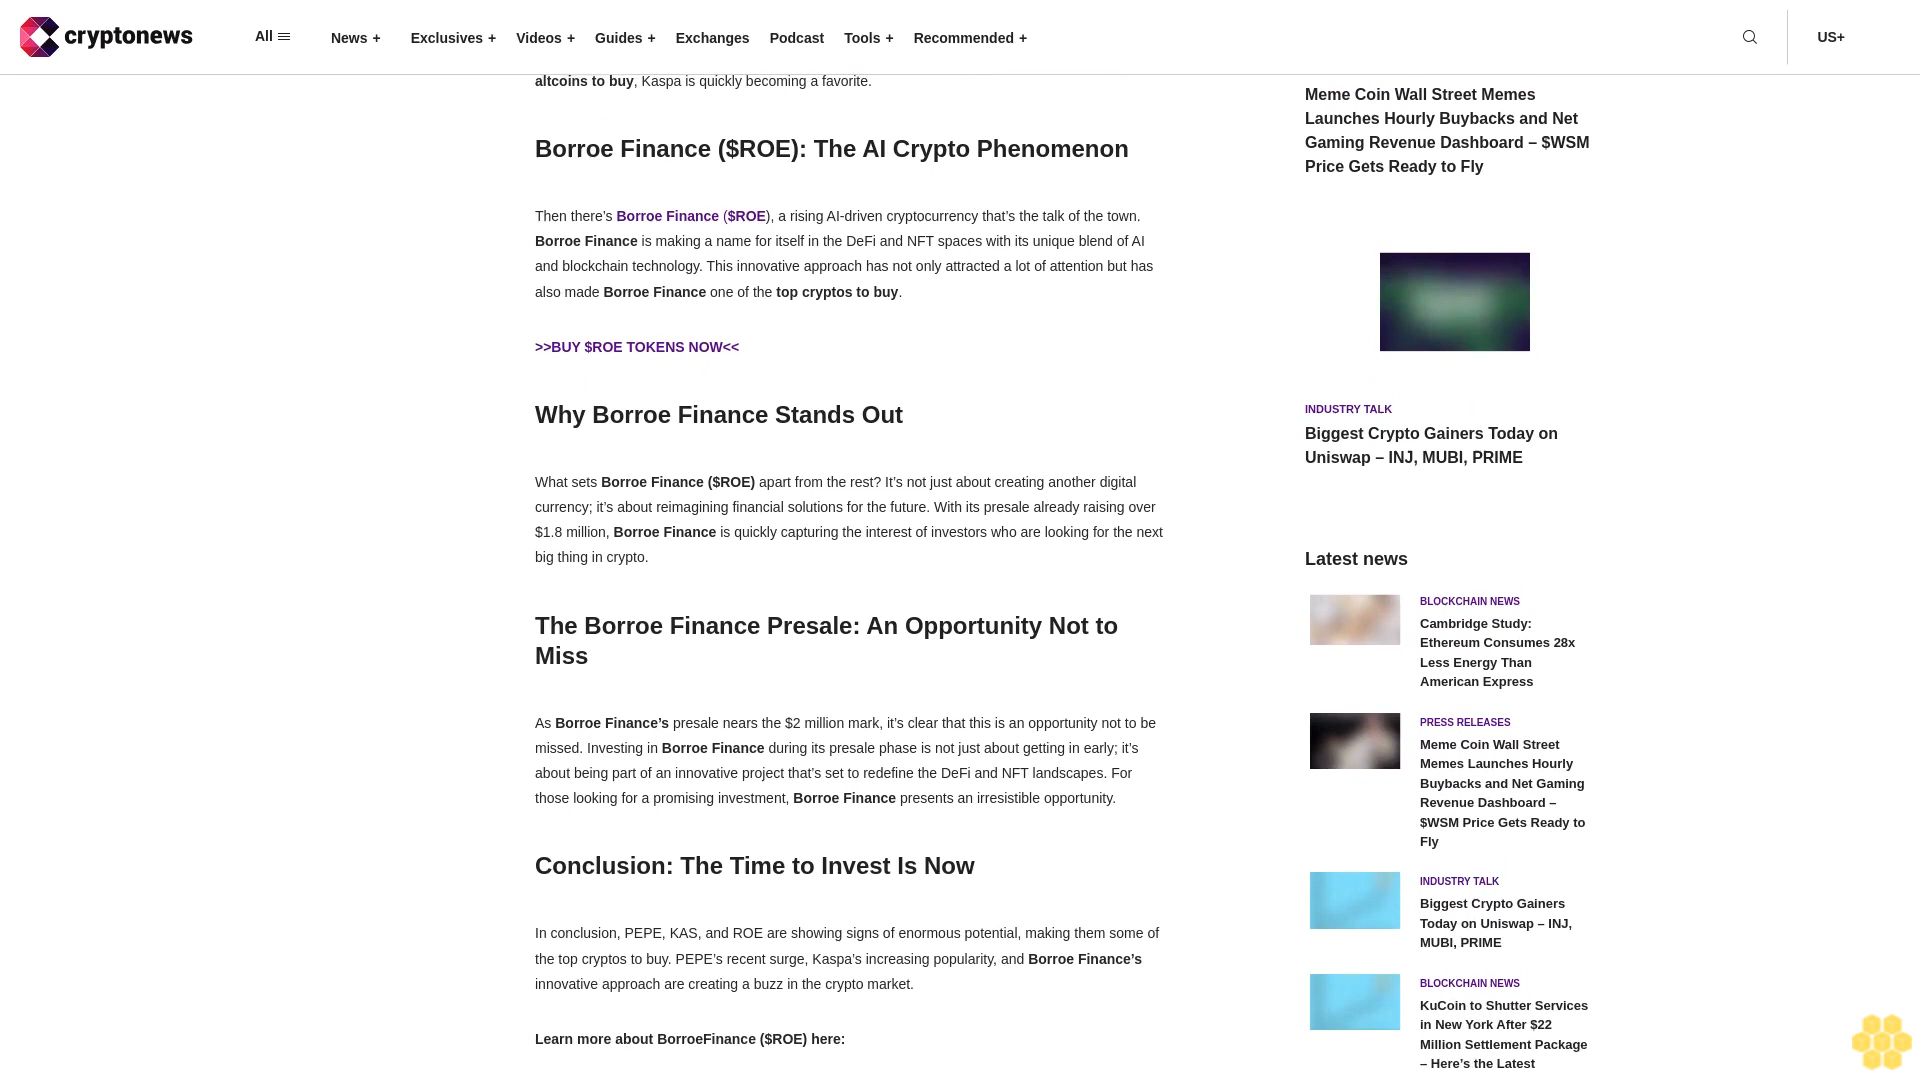 cryptonews
All
News +
Exclusives +
Videos +
Guides +
Exchanges
Podcast
Tools +
Recommended +
US+
altcoins to buy, Kaspa is quickly becoming a favorite.
Borroe Finance ($ROE): The AI Crypto Phenomenon
Then there’s Borroe Finance ($ROE), a rising AI-driven cryptocurrency that’s the talk of the town.
Borroe Finance is making a name for itself in the DeFi and NFT spaces with its unique blend of AI
and blockchain technology. This innovative approach has not only attracted a lot of attention but has
also made Borroe Finance one of the top cryptos to buy.
>>BUY $ROE TOKENS NOW<<
Why Borroe Finance Stands Out
What sets Borroe Finance ($ROE) apart from the rest? It’s not just about creating another digital
currency; it’s about reimagining financial solutions for the future. With its presale already raising over
$1.8 million, Borroe Finance is quickly capturing the interest of investors who are looking for the next
big thing in crypto.
The Borroe Finance Presale: An Opportunity Not to
Miss
As Borroe Finance’s presale nears the $2 million mark, it’s clear that this is an opportunity not to be
missed. Investing in Borroe Finance during its presale phase is not just about getting in early; it’s
about being part of an innovative project that’s set to redefine the DeFi and NFT landscapes. For
those looking for a promising investment, Borroe Finance presents an irresistible opportunity.
Conclusion: The Time to Invest Is Now
In conclusion, PEPE, KAS, and ROE are showing signs of enormous potential, making them some of
the top cryptos to buy. PEPE’s recent surge, Kaspa’s increasing popularity, and Borroe Finance’s
innovative approach are creating a buzz in the crypto market.
Learn more about BorroeFinance ($ROE) here:
Meme Coin Wall Street Memes
Launches Hourly Buybacks and Net
Gaming Revenue Dashboard – $WSM
Price Gets Ready to Fly
INDUSTRY TALK
Biggest Crypto Gainers Today on
Uniswap – INJ, MUBI, PRIME
Latest news
BLOCKCHAIN NEWS
Cambridge Study:
Ethereum Consumes 28x
Less Energy Than
American Express
PRESS RELEASES
Meme Coin Wall Street
Memes Launches Hourly
Buybacks and Net Gaming
Revenue Dashboard –
$WSM Price Gets Ready to
Fly
INDUSTRY TALK
Biggest Crypto Gainers
Today on Uniswap – INJ,
MUBI, PRIME
BLOCKCHAIN NEWS
KuCoin to Shutter Services
in New York After $22
Million Settlement Package
– Here’s the Latest